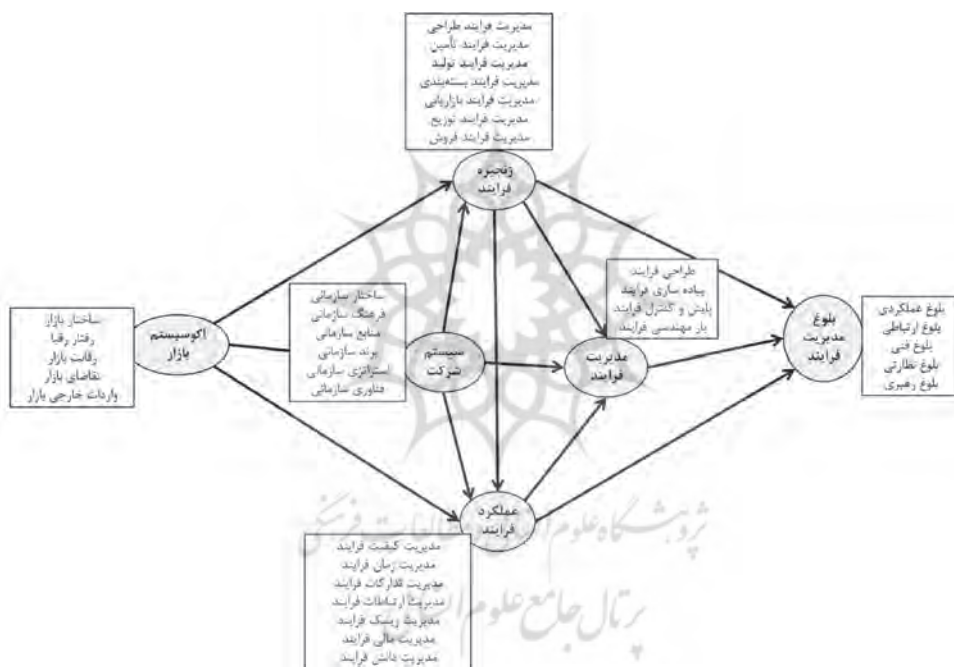 مدیریت فرایند طراحی
مدیریت فرایند تأمین
مدیریت فرایند تولید
مدیریت فرایند بسته‌بندی
مدیریت فرایند بازاریابی
مدیریت فرایند توزیع
مدیریت فرایند فروش
زنجیره
فرایند
ساختار بازار
رفتار رقبا
رقابت بازار
تقاضای بازار
واردات خارجی بازار
اکوسیستم
بازار
ساختار سازمانی
فرهنگ سازمانی
منابع سازمانی
برند سازمانی
استراتژی سازمانی
فناوری سازمانی
سیستم
شرکت
طراحی فرایند
پیاده سازی فرایند
پایش و کنترل فرایند
باز مهندسی فرایند
مدیریت
فرایند
بلوغ
مدیریت
فرایند
بلوغ عملکردی
بلوغ ارتباطی
بلوغ فنی
بلوغ نظارتی
بلوغ رهبری
عملکرد
فرایند
مدیریت کیفیت فرایند
مدیریت زمان فرایند
مدیریت تدارکات فرایند
مدیریت ارتباطات فرایند
مدیریت ریسک فرایند
مدیریت مالی فرایند
مدیریت دانش فرایند
پژوهشگاه علوم انسانی و مطالعات فرهنگی
پرتال جامع علوم انسانی